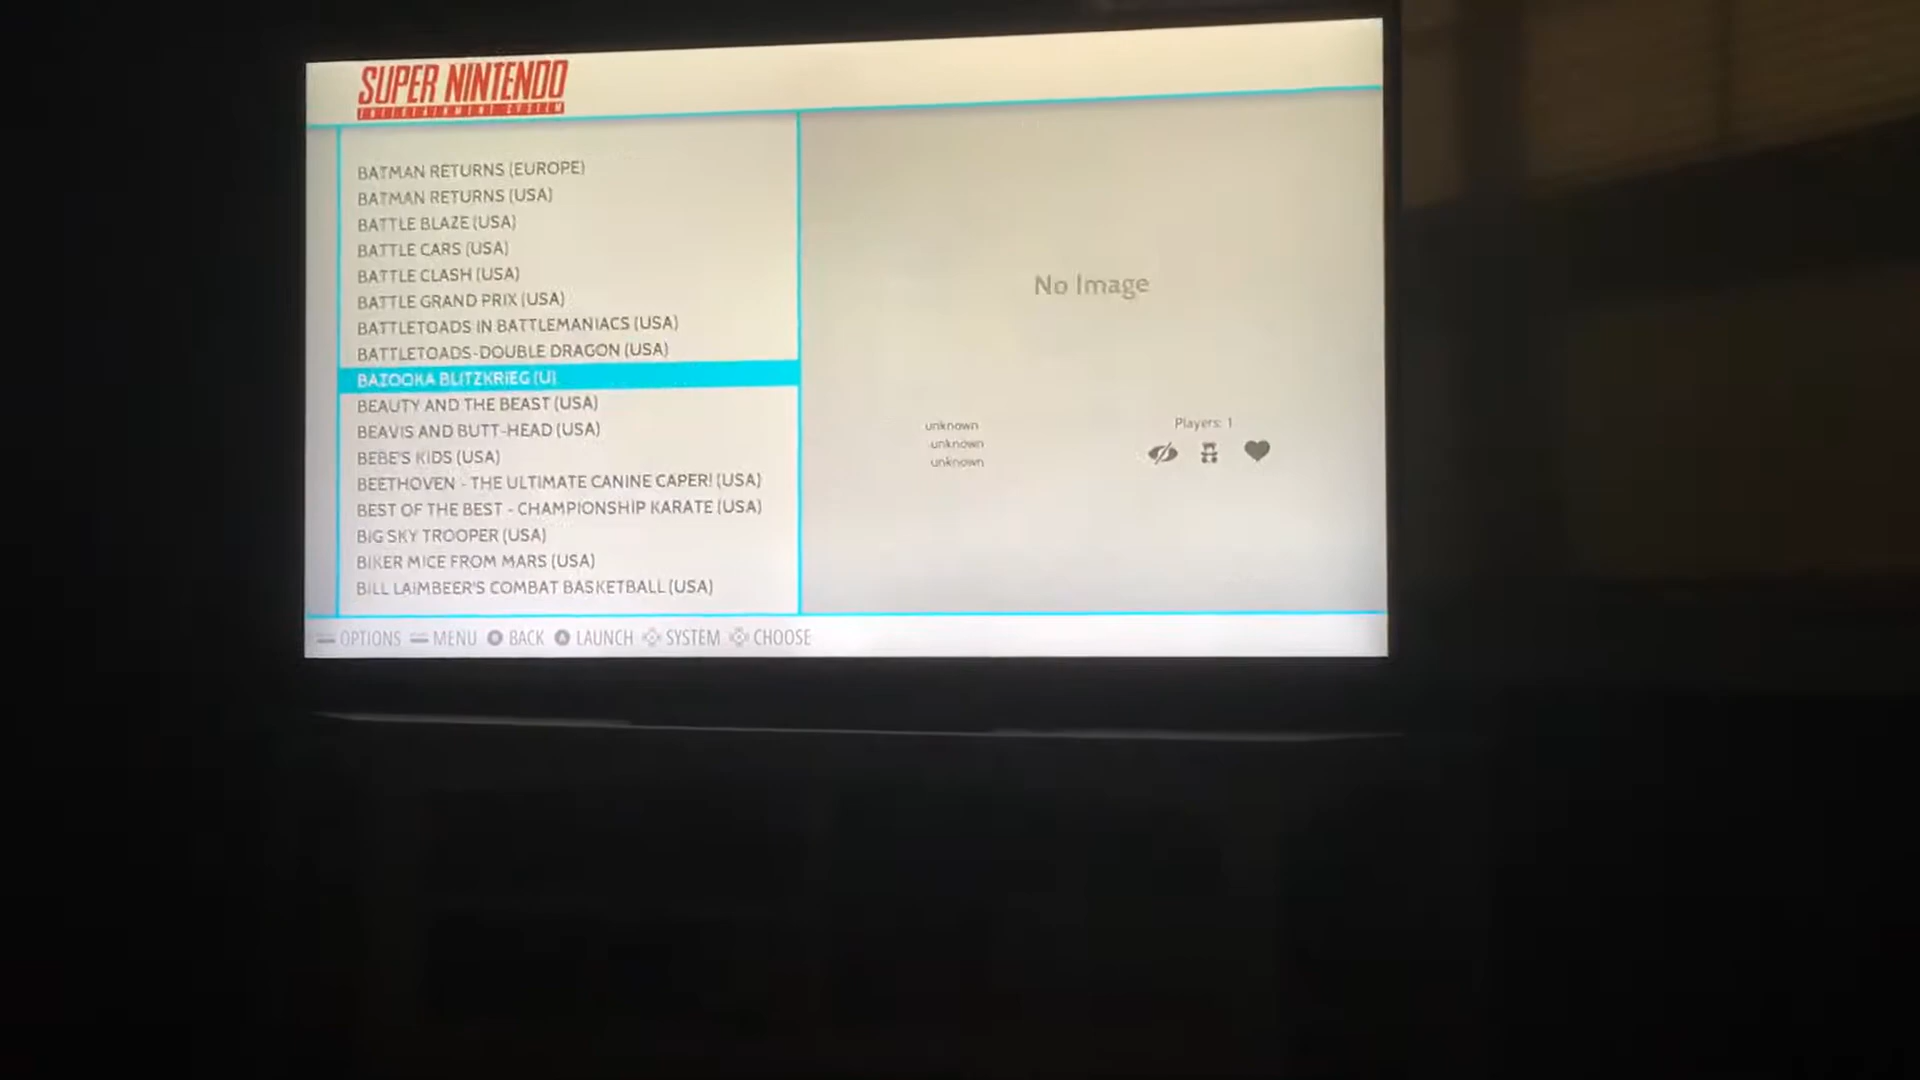 SUPER NINTENDO
ENTERTAINMENT SYSTEM
BATMAN RETURNS (EUROPE)
BATMAN RETURNS (USA)
BATTLE BLAZE (USA)
BATTLE CARS (USA)
BATTLE CLASH (USA)
BATTLE GRAND PRIX (USA)
BATTLETOADS IN BATTLEMANIACS (USA)
BATTLETOADS-DOUBLE DRAGON (USA)
BAZOOKA BLITZKRIEG (U)
BEAUTY AND THE BEAST (USA)
BEAVIS AND BUTT-HEAD (USA)
BEBE'S KIDS (USA)
BEETHOVEN - THE ULTIMATE CANINE CAPER! (USA)
BEST OF THE BEST - CHAMPIONSHIP KARATE (USA)
BIG SKY TROOPER (USA)
BIKER MICE FROM MARS (USA)
BILL LAIMBEER'S COMBAT BASKETBALL (USA)
No Image
unknown
unknown
unknown
Players: 1
OPTIONS MENU BACK A LAUNCH SYSTEM CHOOSE